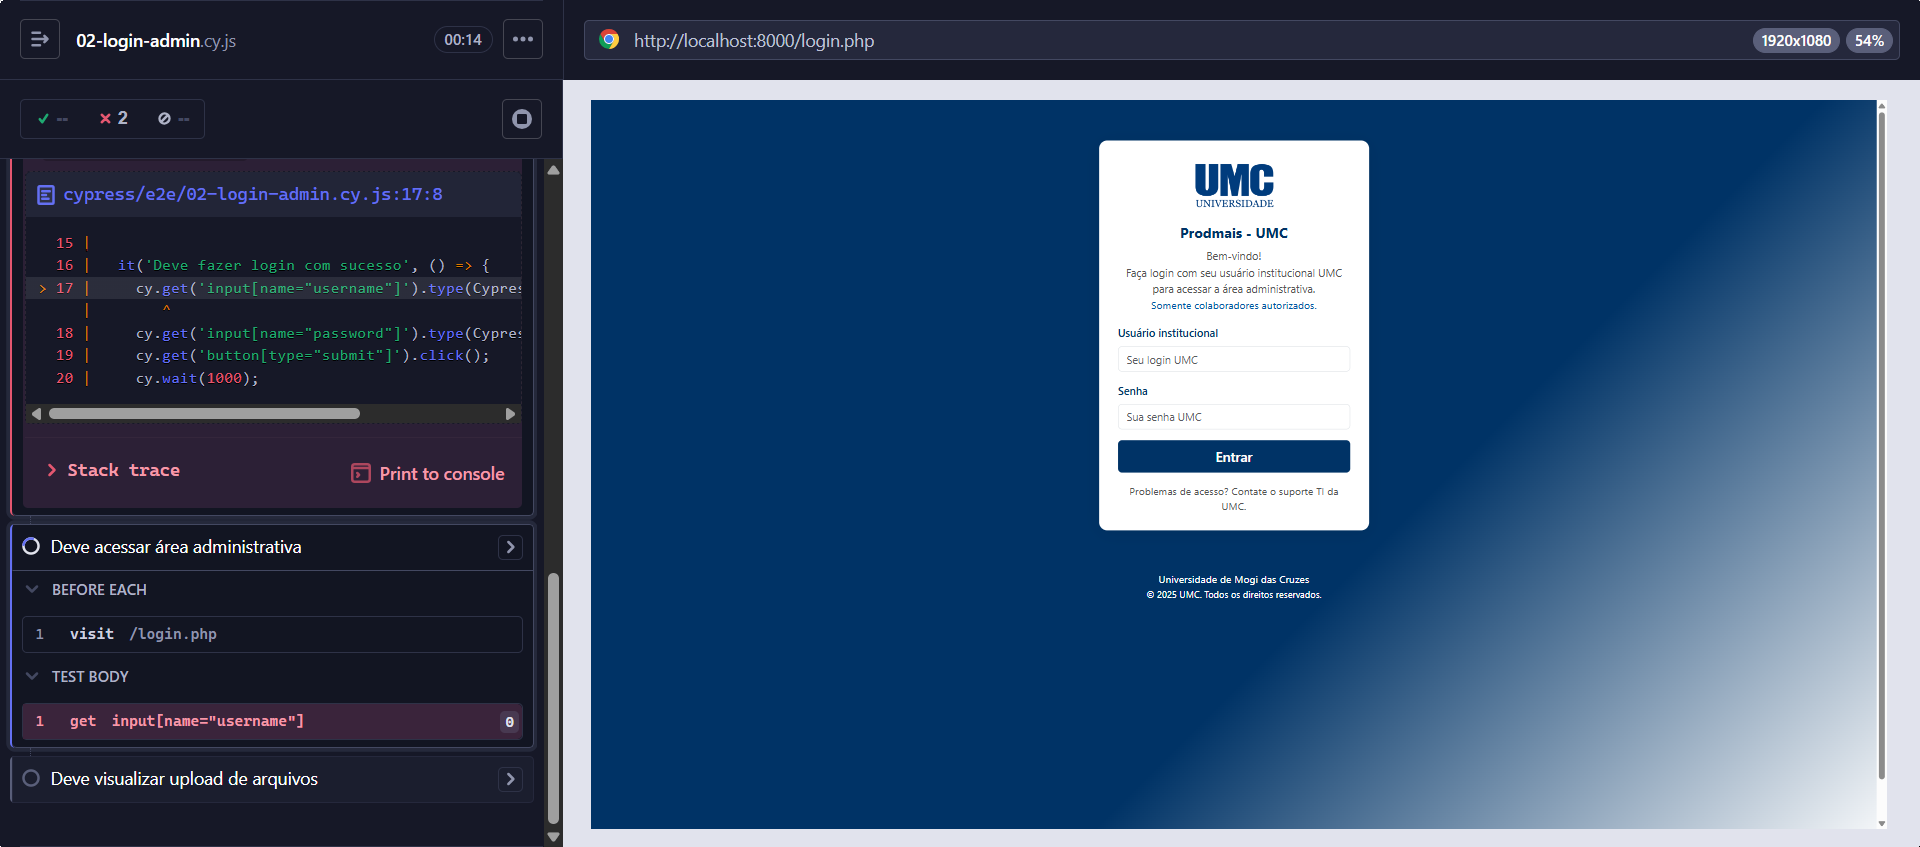 02-login-admin.cy.js
00:14
--
2
--
cypress/e2e/02-login-admin.cy.js:17:8
15 |
16 | it('Deve fazer login com sucesso', () => {
> 17 | cy.get('input[name="username"]').type(Cypres
| ^
18 | cy.get('input[name="password"]').type(Cypres
19 | cy.get('button[type="submit"]').click();
20 | cy.wait(1000);
Stack trace
Print to console
Deve acessar área administrativa
BEFORE EACH
1 visit /login.php
TEST BODY
1 get input[name="username"] 0
Deve visualizar upload de arquivos
http://localhost:8000/login.php
1920x1080
54%
UMC
UNIVERSIDADE
Prodmais - UMC
Bem-vindo!
Faça login com seu usuário institucional UMC
para acessar a área administrativa.
Somente colaboradores autorizados.
Usuário institucional
Seu login UMC
Senha
Sua senha UMC
Entrar
Problemas de acesso? Contate o suporte TI da
UMC.
Universidade de Mogi das Cruzes
© 2025 UMC. Todos os direitos reservados.